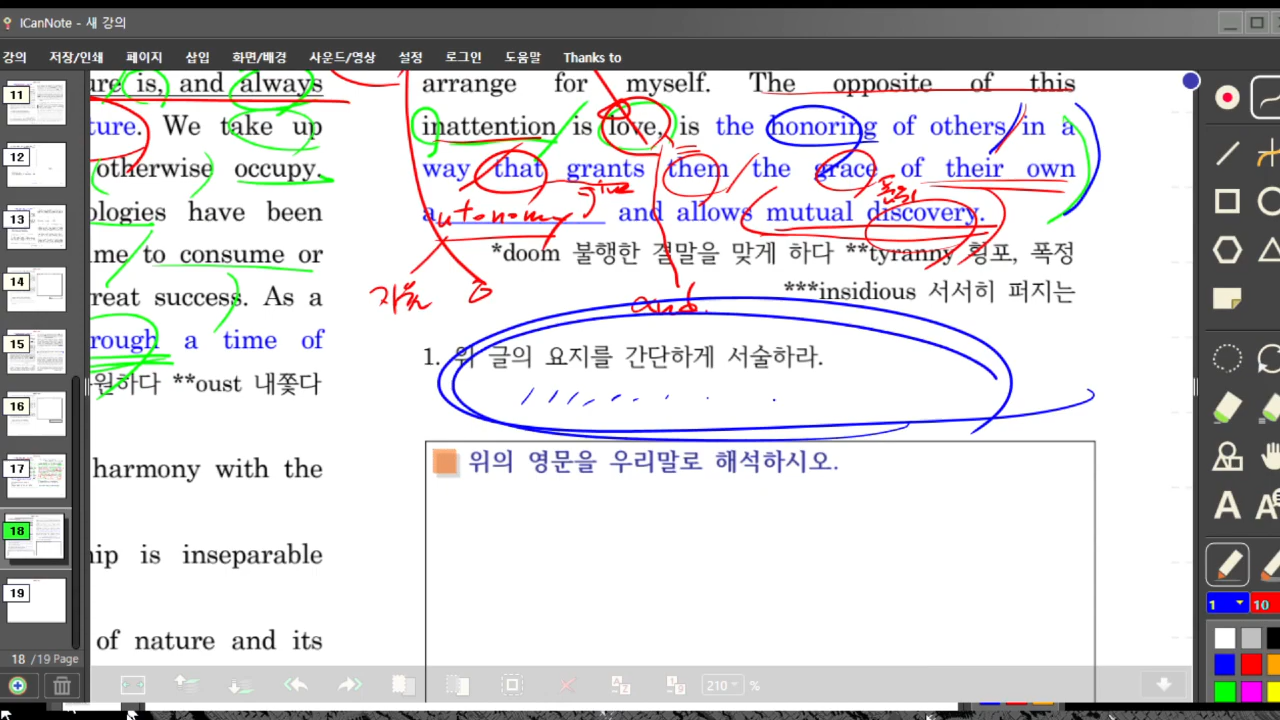 ICanNote - 새 강의
강의 저장/인쇄 페이지 삽입 화면/배경 사운드/영상 설정 로그인 도움말 Thanks to
11
12
13
14
15
16
17
18
19
18 /19 Page
is, and always
ture. We take up
otherwise occupy.
ologies have been
me to consume or
reat success. As a
rough a time of
원하다 **oust 내쫓다
harmony with the
hip is inseparable
of nature and its
arrange for myself. The opposite of this
inattention is love, is the honoring of others in a
way that grants them the grace of their own
give
autonomy and allows mutual discovery.
*doom 불행한 결말을 맞게 하다 **tyranny 횡포, 폭정
***insidious 서서히 퍼지는
자율
and
1. 위 글의 요지를 간단하게 서술하라.
위의 영문을 우리말로 해석하시오.
210 %
1 10